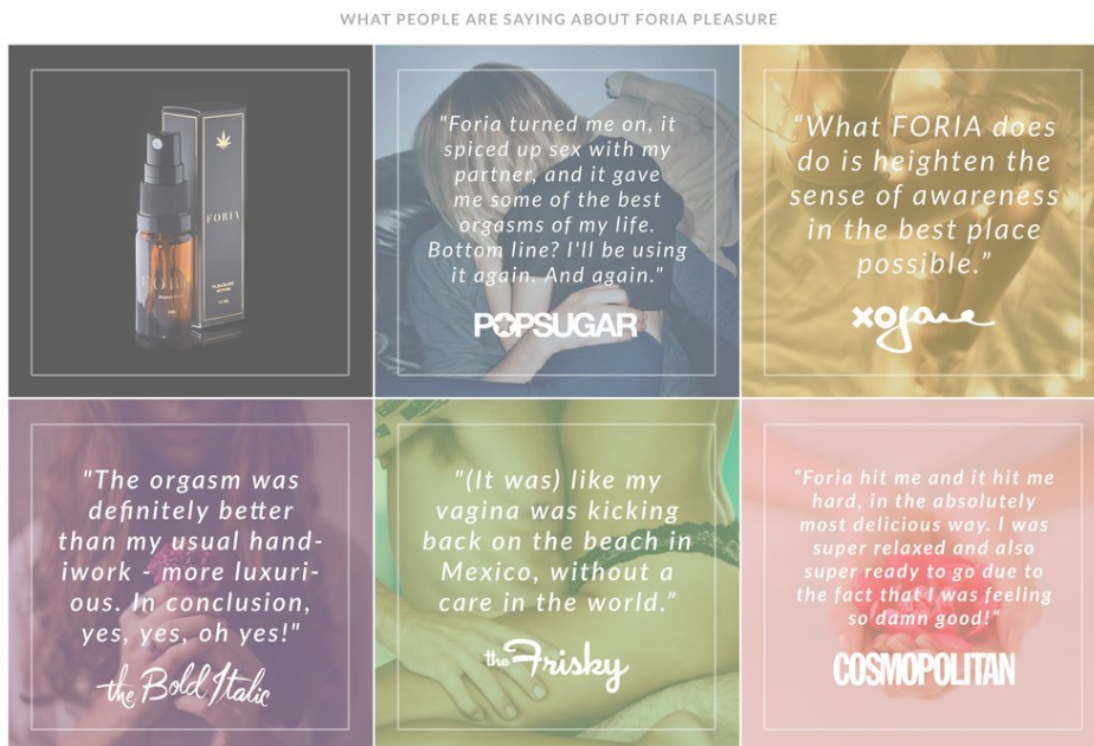 WHAT PEOPLE ARE SAYING ABOUT FORIA PLEASURE
FORIA
FORIA
"Foria turned me on, it
spiced up sex with my
partner, and it gave
me some of the best
orgasms of my life.
Bottom line? I'll be using
it again. And again."
POPSUGAR
“What FORIA does
do is heighten the
sense of awareness
in the best place
possible.”
xojane
"The orgasm was
definitely better
than my usual hand-
iwork - more luxuri-
ous. In conclusion,
yes, yes, oh yes!"
the Bold Italic
"(It was) like my
vagina was kicking
back on the beach in
Mexico, without a
care in the world.”
the Frisky
“Foria hit me and it hit me
hard, in the absolutely
most delicious way. I was
super relaxed and also
super ready to go due to
the fact that I was feeling
so damn good!“
COSMOPOLITAN